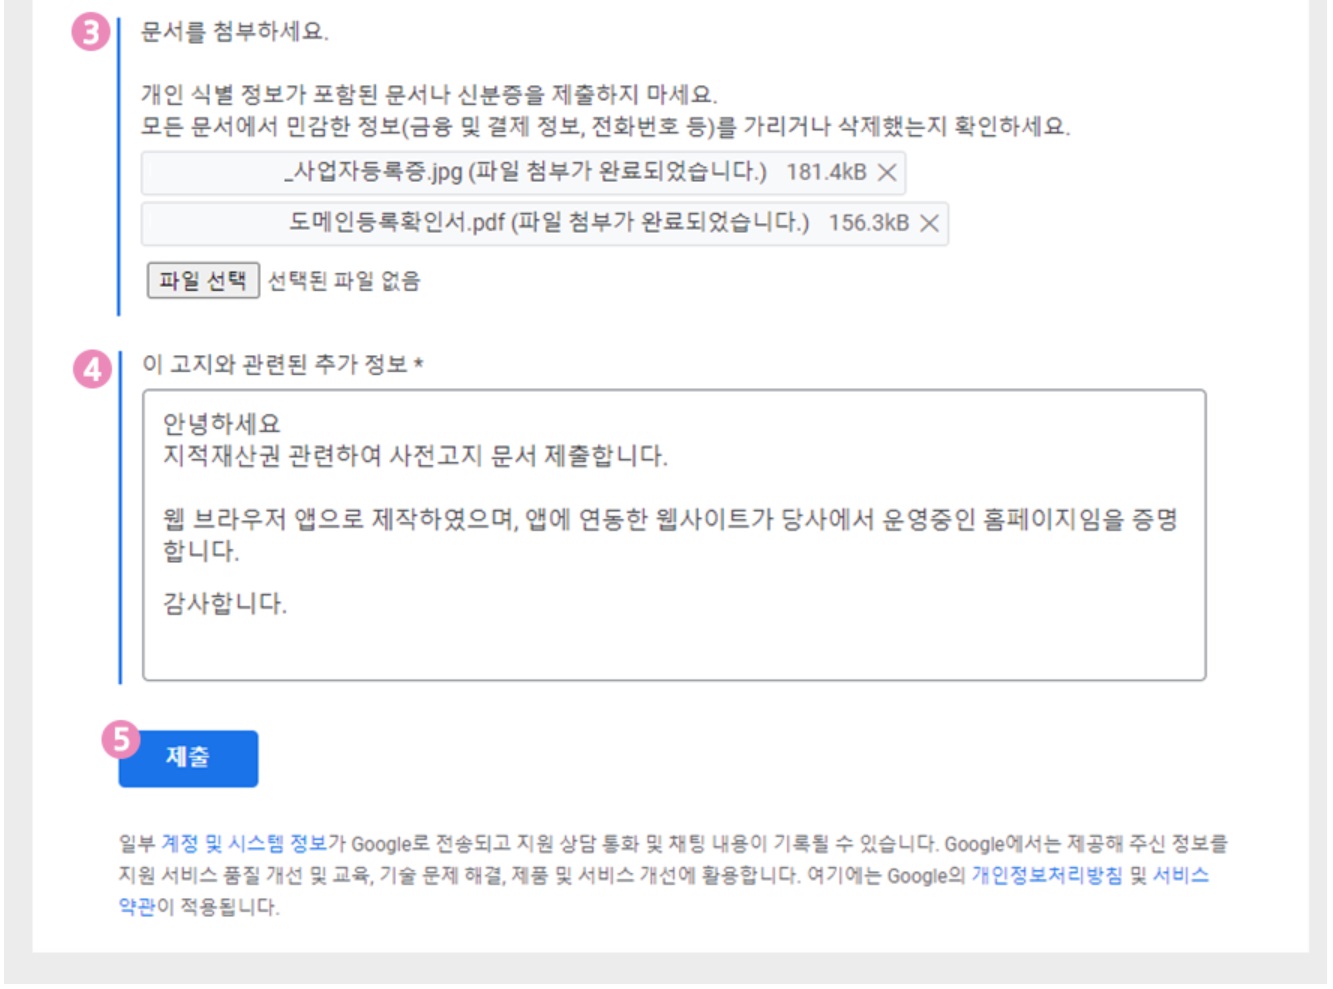 3 문서를 첨부하세요.
개인 식별 정보가 포함된 문서나 신분증을 제출하지 마세요.
모든 문서에서 민감한 정보(금융 및 결제 정보, 전화번호 등)를 가리거나 삭제했는지 확인하세요.
_사업자등록증.jpg (파일 첨부가 완료되었습니다.) 181.4kB ×
도메인등록확인서.pdf (파일 첨부가 완료되었습니다.) 156.3kB ×
파일 선택 선택된 파일 없음
4 이 고지와 관련된 추가 정보 *
안녕하세요
지적재산권 관련하여 사전고지 문서 제출합니다.
웹 브라우저 앱으로 제작하였으며, 앱에 연동한 웹사이트가 당사에서 운영중인 홈페이지임을 증명
합니다.
감사합니다.
5 제출
일부 계정 및 시스템 정보가 Google로 전송되고 지원 상담 통화 및 채팅 내용이 기록될 수 있습니다. Google에서는 제공해 주신 정보를
지원 서비스 품질 개선 및 교육, 기술 문제 해결, 제품 및 서비스 개선에 활용합니다. 여기에는 Google의 개인정보처리방침 및 서비스
약관이 적용됩니다.